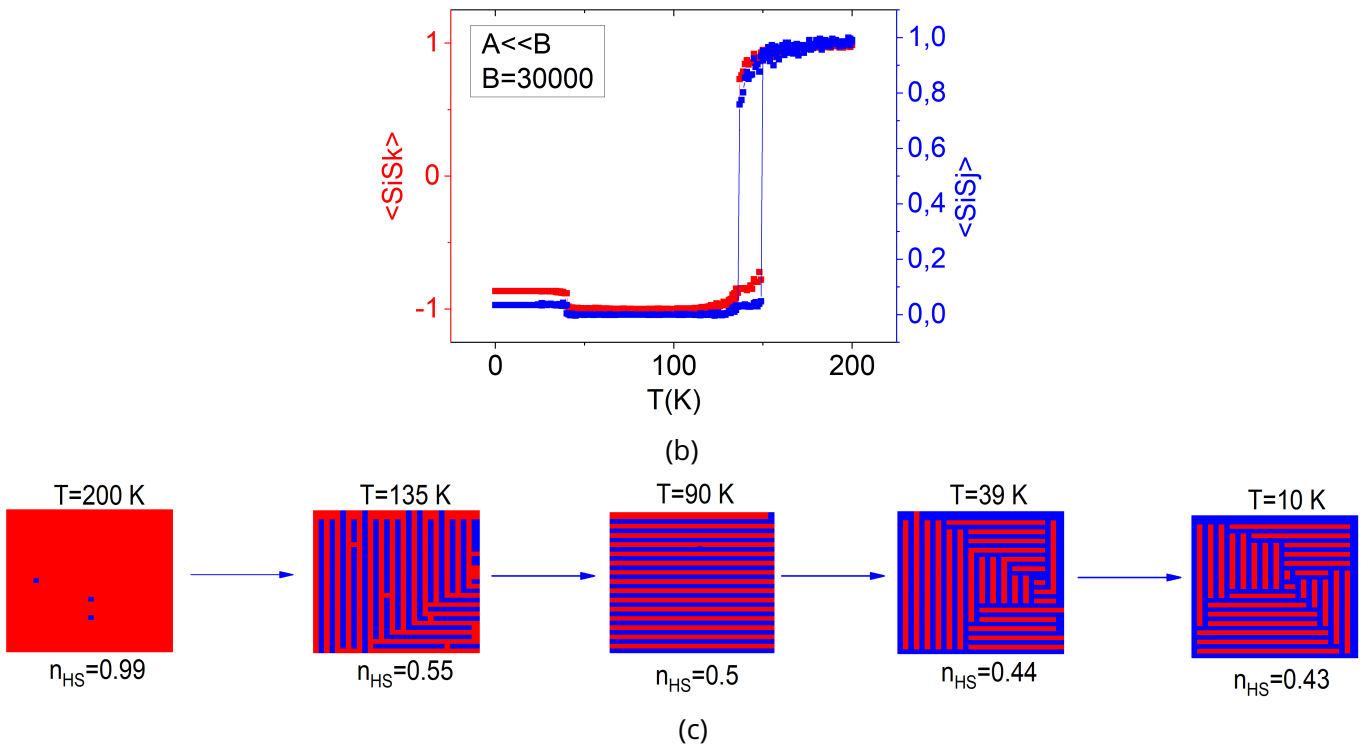 A<<B
B=30000
1
0
-1
<SiSk>
1,0
0,8
0,6
0,4
0,2
0,0
<SiSj>
0 100 200
T(K)
(b)
T=200 K T=135 K T=90 K T=39 K T=10 K
nHS=0.99 nHS=0.55 nHS=0.5 nHS=0.44 nHS=0.43
(c)